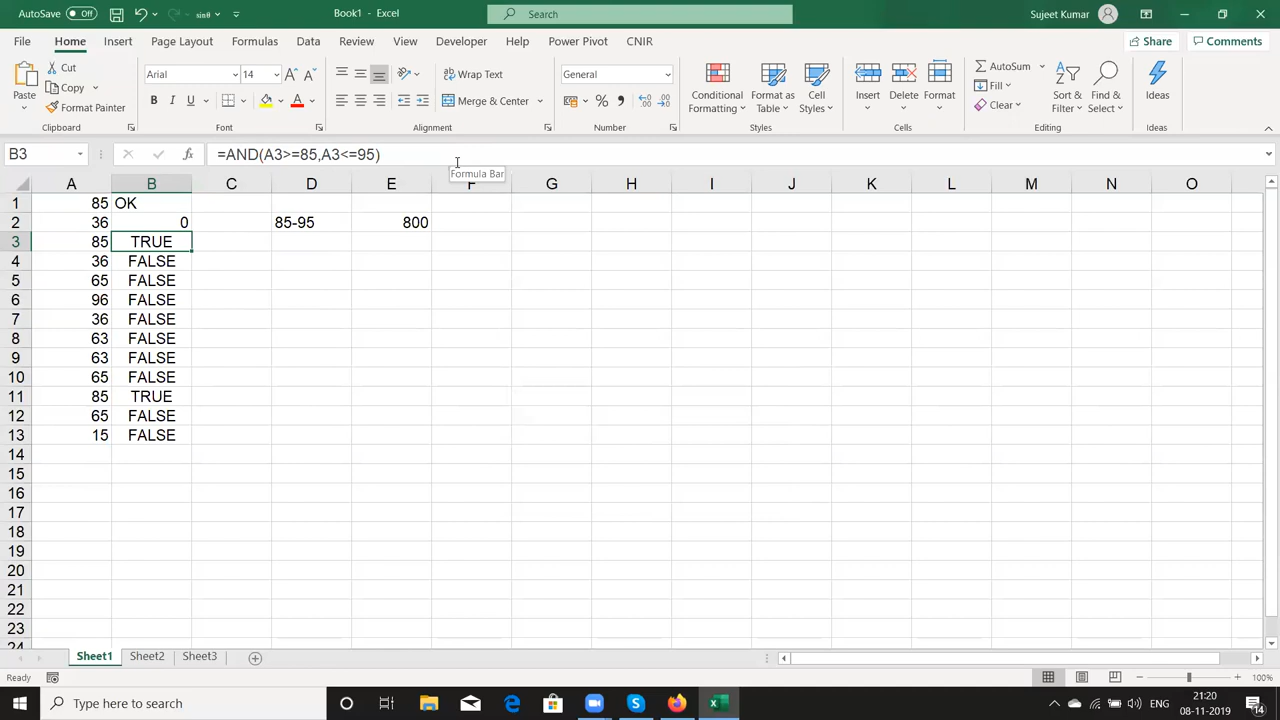 AutoSave Off sinθ Book1 - Excel Search Sujeet Kumar
File Home Insert Page Layout Formulas Data Review View Developer Help Power Pivot CNIR Share Comments
Cut Arial 14 Wrap Text General AutoSum
Copy Fill
Paste Format Painter B I U Merge & Center Conditional Formatting Format as Table Cell Styles Insert Delete Format Clear Sort & Filter Find & Select Ideas
Clipboard Font Alignment Number Styles Cells Editing Ideas
B3 fx =AND(A3>=85,A3<=95)
Formula Bar
A B C D E F G H I J K L M N O
1 85 OK
2 36 0 85-95 800
3 85 TRUE
4 36 FALSE
5 65 FALSE
6 96 FALSE
7 36 FALSE
8 63 FALSE
9 63 FALSE
10 65 FALSE
11 85 TRUE
12 65 FALSE
13 15 FALSE
14
15
16
17
18
19
20
21
22
23
24
Sheet1 Sheet2 Sheet3
Ready 100%
Type here to search ENG 21:20
08-11-2019